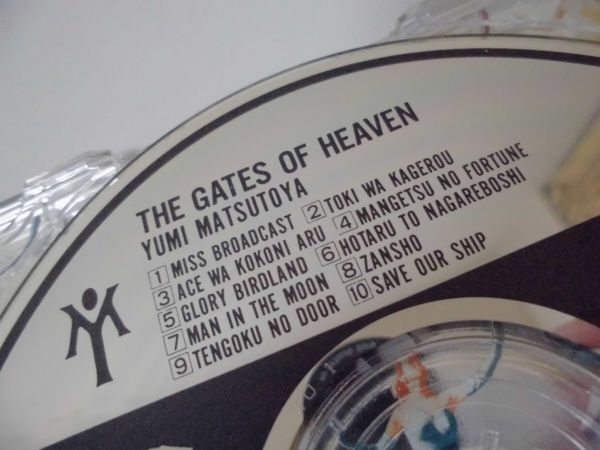 THE GATES OF HEAVEN
YUMI MATSUTOYA
1 MISS BROADCAST 2 TOKI WA KAGEROU
3 ACE WA KOKONI ARU 4 MANGETSU NO FORTUNE
5 GLORY BIRDLAND 6 HOTARU TO NAGAREBOSHI
7 MAN IN THE MOON 8 ZANSHO
9 TENGOKU NO DOOR 10 SAVE OUR SHIP